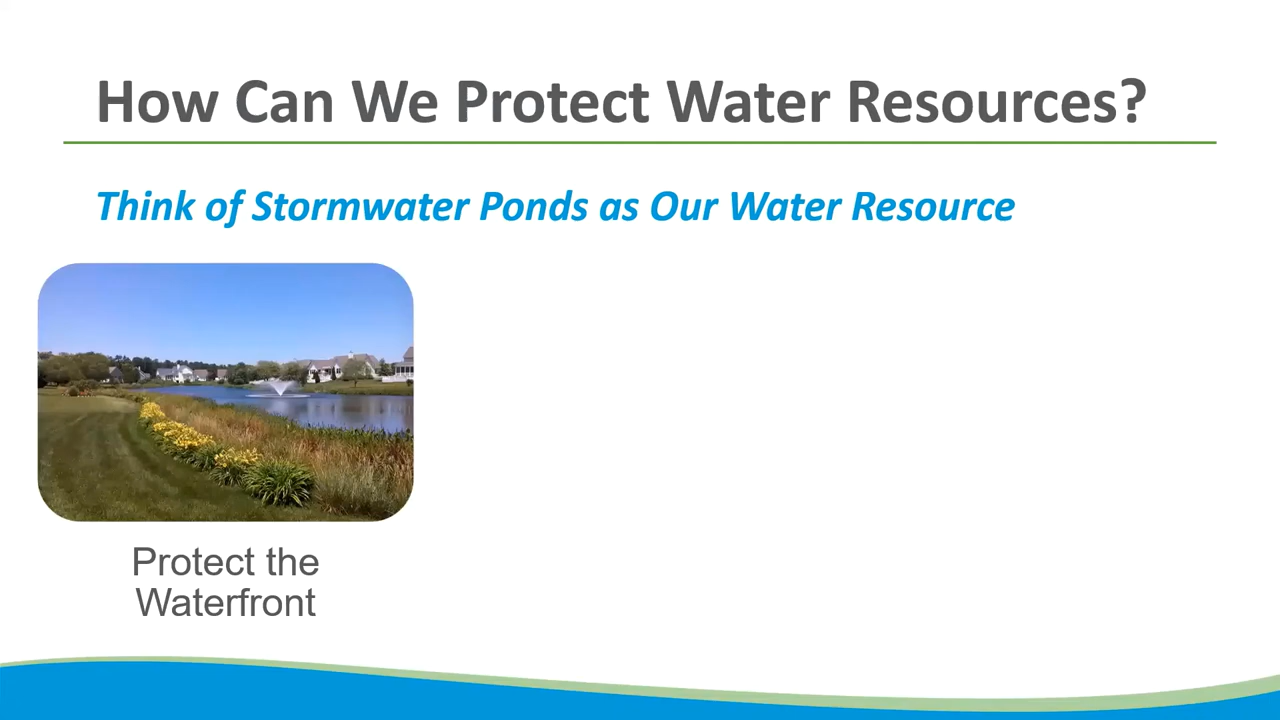 How Can We Protect Water Resources?
Think of Stormwater Ponds as Our Water Resource
Protect the
Waterfront